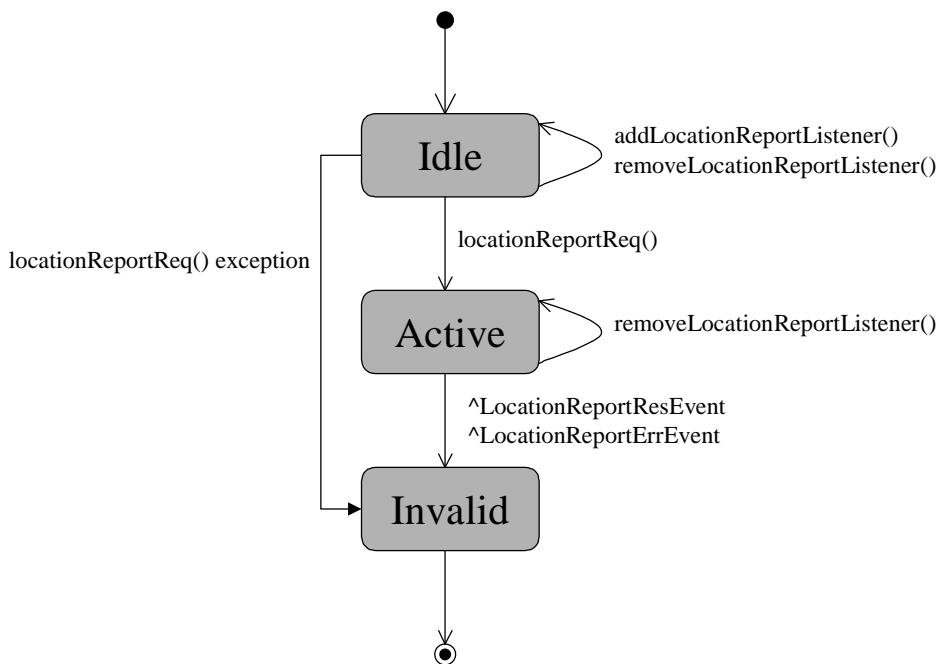 Idle
addLocationReportListener()
removeLocationReportListener()
locationReportReq()
locationReportReq() exception
Active
removeLocationReportListener()
^LocationReportResEvent
^LocationReportErrEvent
Invalid